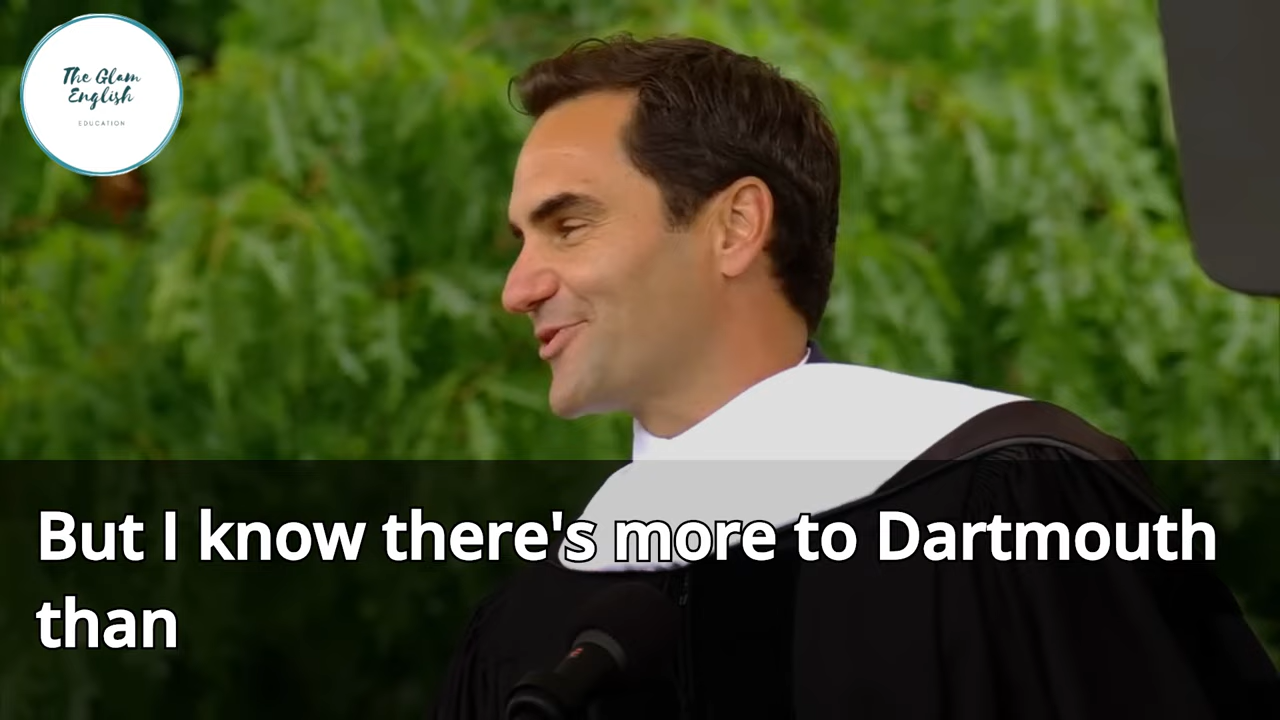 The Glam
English
EDUCATION
But I know there's more to Dartmouth
than